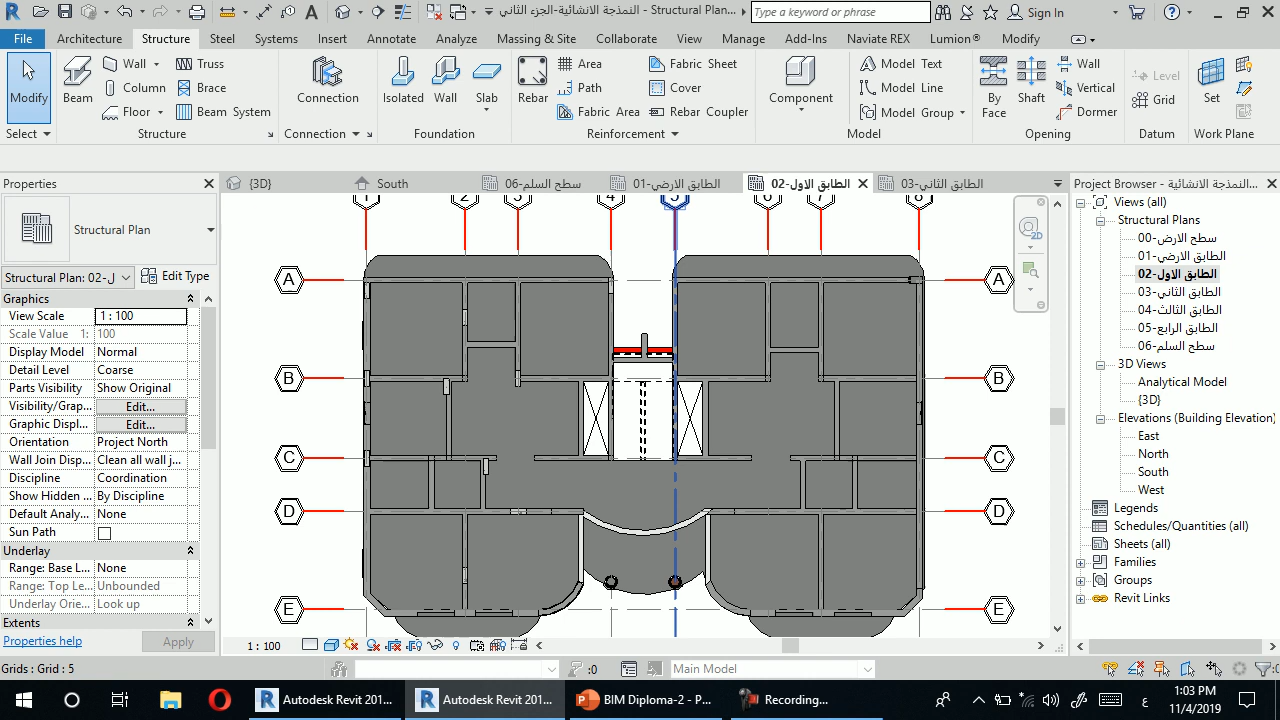 النمذجة الانشائية-الجزء الثاني - Structural Plan...
Type a keyword or phrase
Sign In
File Architecture Structure Steel Systems Insert Annotate Analyze Massing & Site Collaborate View Manage Add-Ins Naviate REX Lumion® Modify
Modify Beam Wall Truss Connection Isolated Wall Slab Rebar Area Fabric Sheet Component Model Text By Face Shaft Wall Level Set
Column Brace Path Cover Model Line Vertical Grid
Floor Beam System Fabric Area Rebar Coupler Model Group Dormer
Select Structure Connection Foundation Reinforcement Model Opening Datum Work Plane
Properties
{3D} South سطح السلم-06 الطابق الارضي-01 الطابق الاول-02 الطابق الثاني-03
Project Browser - النمذجة الانشائية...
Structural Plan
Structural Plan: ل-02 Edit Type
Graphics
View Scale 1 : 100
Scale Value 1: 100
Display Model Normal
Detail Level Coarse
Parts Visibility Show Original
Visibility/Grap... Edit...
Graphic Displ... Edit...
Orientation Project North
Wall Join Disp... Clean all wall j...
Discipline Coordination
Show Hidden ... By Discipline
Default Analy... None
Sun Path
Underlay
Range: Base L... None
Range: Top Le... Unbounded
Underlay Orie... Look up
Extents
Properties help Apply
1 2 3 4 5 6 7 8
A A
B B
C C
D D
E E
2D
Views (all)
Structural Plans
سطح الارض-00
الطابق الارضي-01
الطابق الاول-02
الطابق الثاني-03
الطابق الثالث-04
الطابق الرابع-05
سطح السلم-06
3D Views
Analytical Model
{3D}
Elevations (Building Elevation)
East
North
South
West
Legends
Schedules/Quantities (all)
Sheets (all)
Families
Groups
Revit Links
1 : 100
Grids : Grid : 5
:0
Main Model
:0
Autodesk Revit 201... Autodesk Revit 201... BIM Diploma-2 - P... Recording...
ع
1:03 PM
11/4/2019